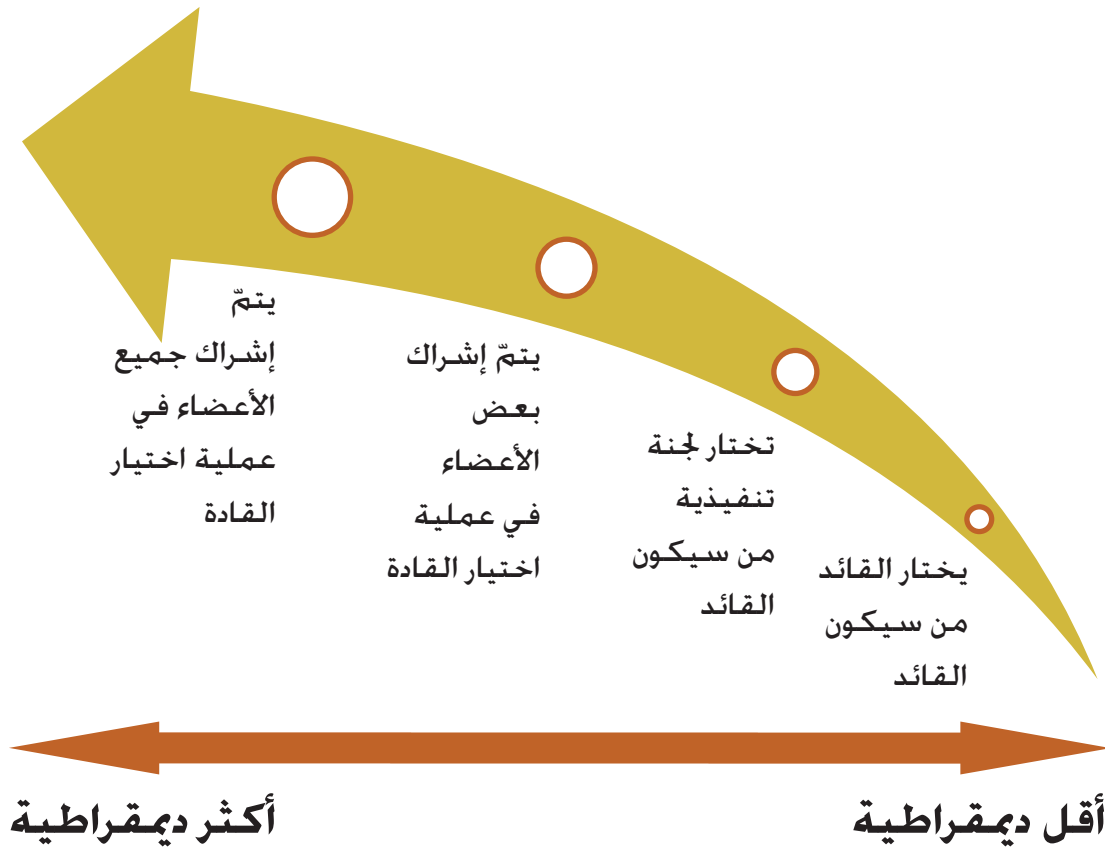 يختار القائد
من سيكون
القائد
تختار لجنة
تنفيذية
من سيكون
القائد
يتمّ إشراك
بعض
الأعضاء
في عملية
اختيار القادة
يتمّ
إشراك جميع
الأعضاء في
عملية اختيار
القادة
أقل ديمقراطية
أكثر ديمقراطية